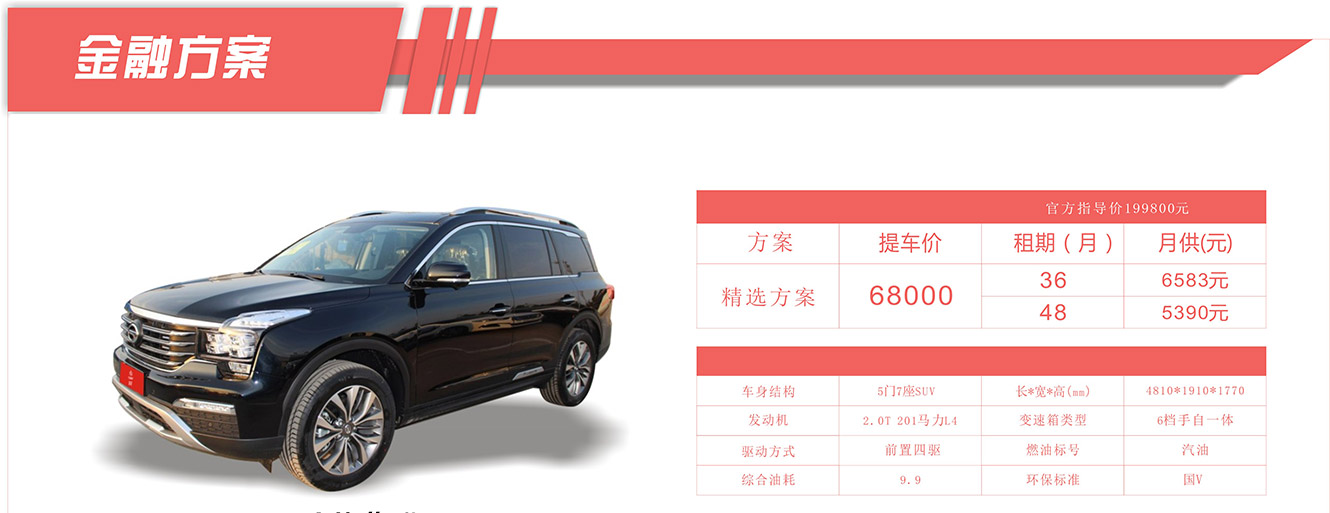 金融方案
官方指导价199800元
方案 提车价 租期（月） 月供(元)
精选方案 68000 36 6583元
48 5390元
车身结构 5门7座SUV 长*宽*高(mm) 4810*1910*1770
发动机 2.0T 201马力L4 变速箱类型 6档手自一体
驱动方式 前置四驱 燃油标号 汽油
综合油耗 9.9 环保标准 国V